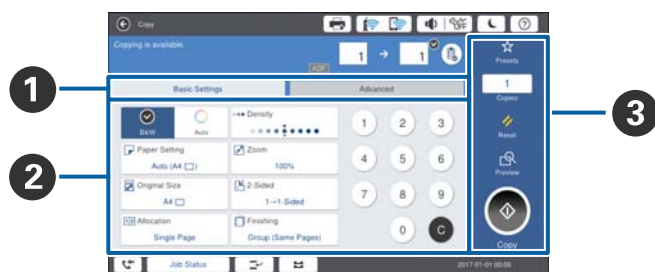 Copy
Copying is available.
1 → 1
ADF
Basic Settings
Advanced
B&W
Auto
Density
Paper Setting
Auto (A4)
Zoom
100%
Original Size
A4
2-Sided
1→1-Sided
Allocation
Single Page
Finishing
Group (Same Pages)
1 2 3
4 5 6
7 8 9
0 C
Presets
1
Copies
Reset
Preview
Copy
Job Status
2017-01-01 00:00
1
2
3